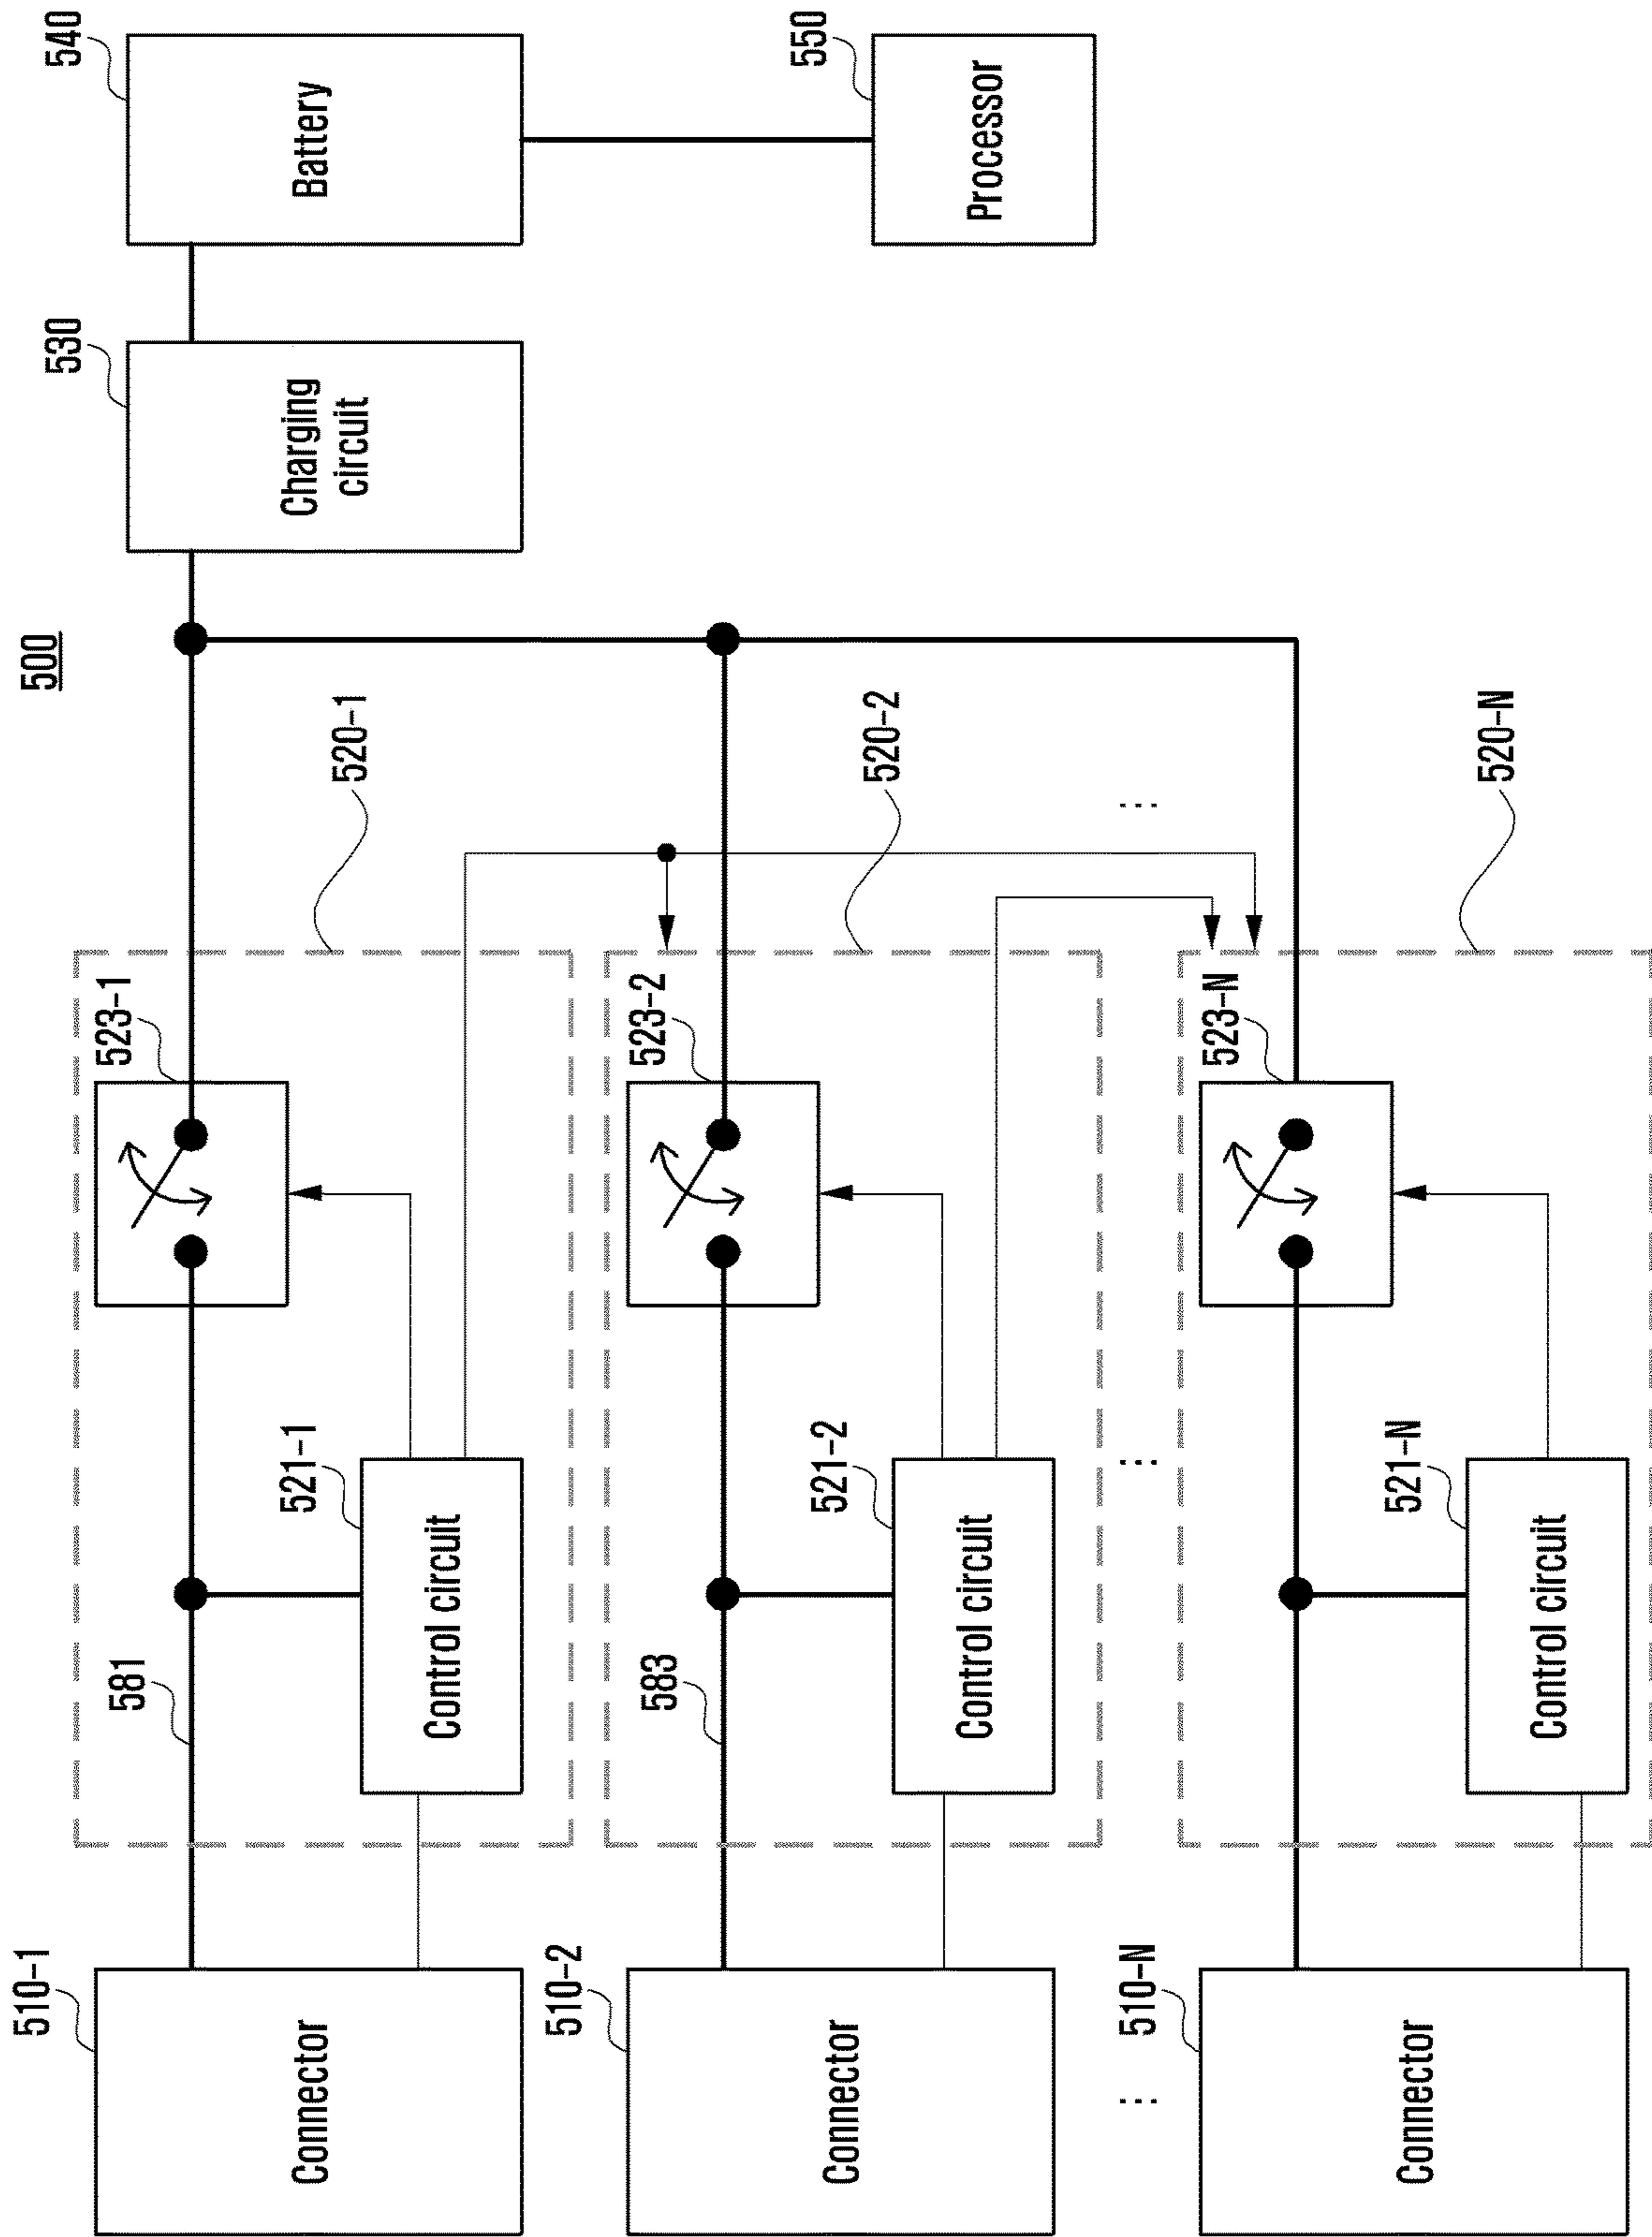 500
510-1
Connector
581
521-1
Control circuit
523-1
520-1
530
Charging
circuit
540
Battery
510-2
Connector
583
521-2
Control circuit
523-2
520-2
550
Processor
⋮
⋮
⋮
510-N
Connector
521-N
Control circuit
523-N
520-N